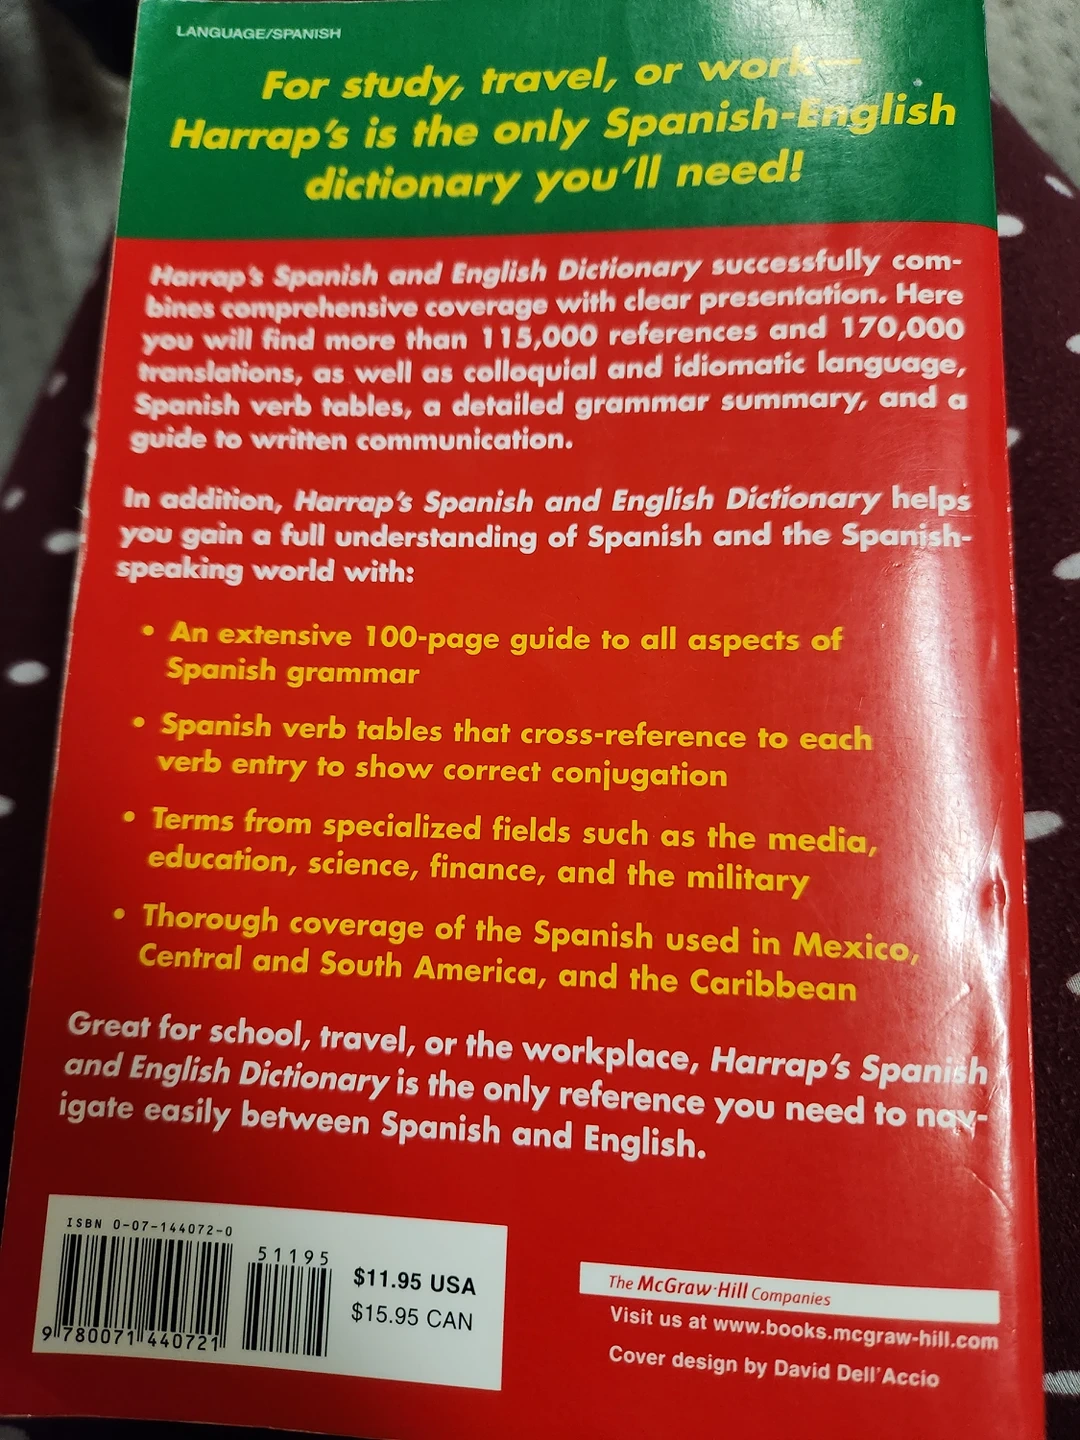 LANGUAGE/SPANISH
For study, travel, or work—
Harrap's is the only Spanish-English
dictionary you'll need!
Harrap's Spanish and English Dictionary successfully com-
bines comprehensive coverage with clear presentation. Here
you will find more than 115,000 references and 170,000
translations, as well as colloquial and idiomatic language,
Spanish verb tables, a detailed grammar summary, and a
guide to written communication.
In addition, Harrap's Spanish and English Dictionary helps
you gain a full understanding of Spanish and the Spanish-
speaking world with:
• An extensive 100-page guide to all aspects of
Spanish grammar
• Spanish verb tables that cross-reference to each
verb entry to show correct conjugation
• Terms from specialized fields such as the media,
education, science, finance, and the military
• Thorough coverage of the Spanish used in Mexico,
Central and South America, and the Caribbean
Great for school, travel, or the workplace, Harrap's Spanish
and English Dictionary is the only reference you need to nav-
igate easily between Spanish and English.
ISBN 0-07-144072-0
51195
9 780071 440721
$11.95 USA
$15.95 CAN
The McGraw·Hill Companies
Visit us at www.books.mcgraw-hill.com
Cover design by David Dell'Accio